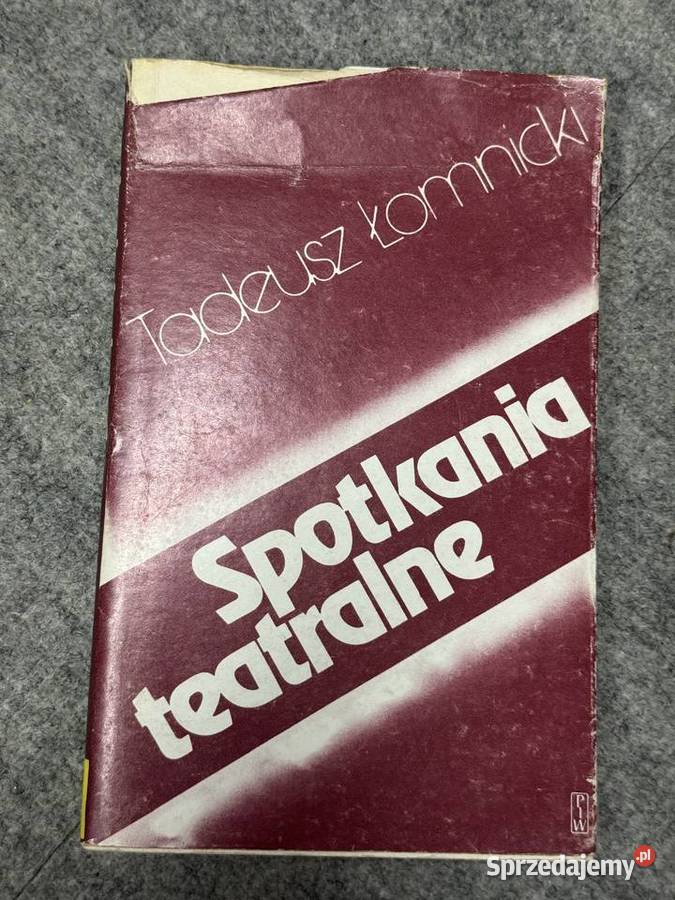 Tadeusz Łomnicki
Spotkania
teatralne
PIW
Sprzedajemy.pl